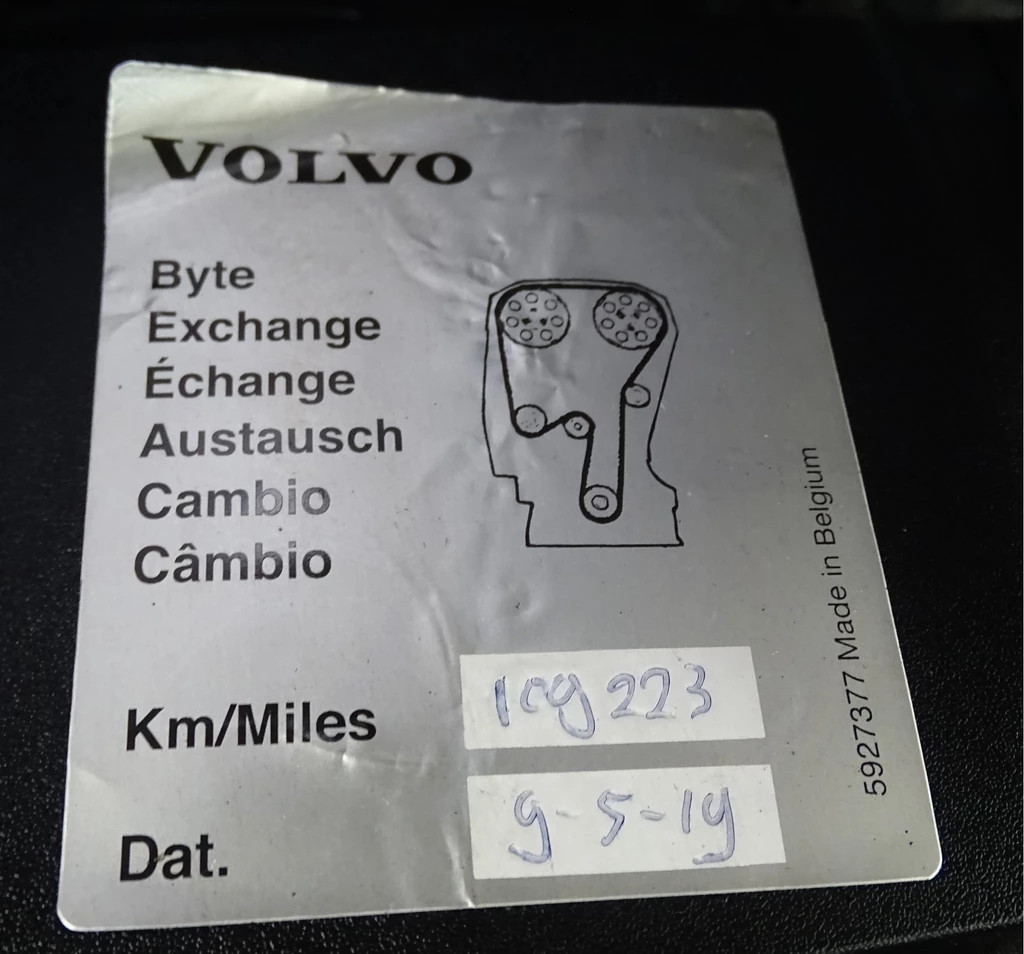 VOLVO
Byte
Exchange
Échange
Austausch
Cambio
Câmbio
Km/Miles 109 223
Dat. 9-5-19
5927377 Made in Belgium